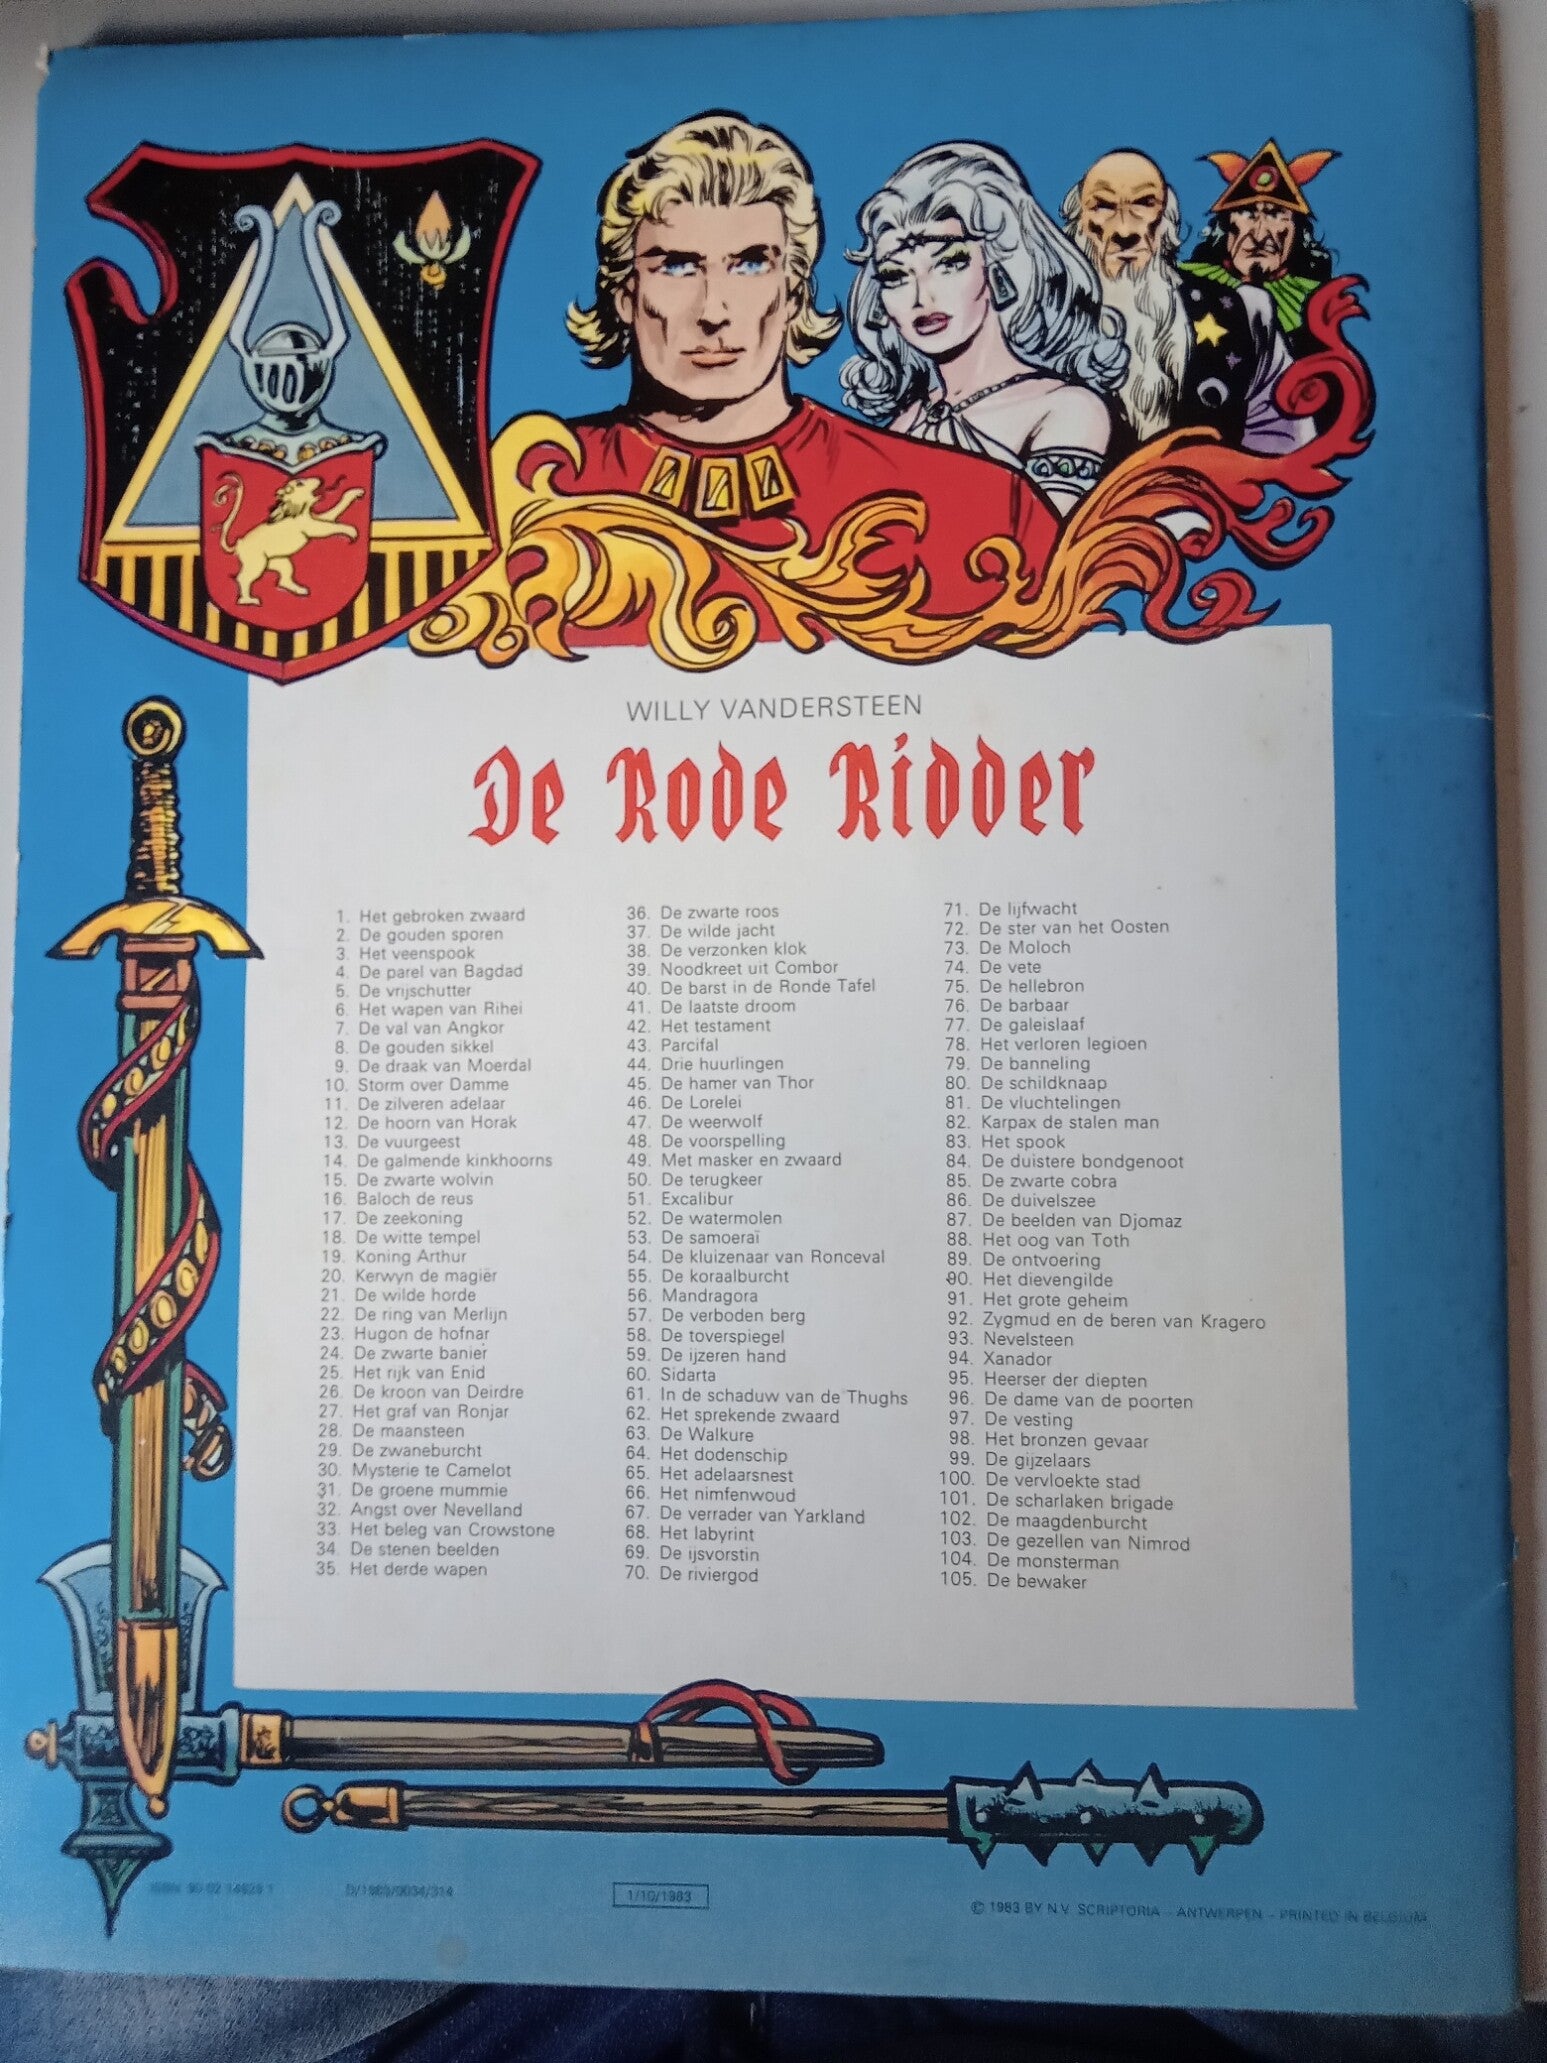 WILLY VANDERSTEEN
De Rode Ridder
1. Het gebroken zwaard
2. De gouden sporen
3. Het veenspook
4. De parel van Bagdad
5. De vrijschutter
6. Het wapen van Rihei
7. De val van Angkor
8. De gouden sikkel
9. De draak van Moerdal
10. Storm over Damme
11. De zilveren adelaar
12. De hoorn van Horak
13. De vuurgeest
14. De galmende kinkhoorns
15. De zwarte wolvin
16. Baloch de reus
17. De zeekoning
18. De witte tempel
19. Koning Arthur
20. Kerwyn de magiër
21. De wilde horde
22. De ring van Merlijn
23. Hugon de hofnar
24. De zwarte banier
25. Het rijk van Enid
26. De kroon van Deirdre
27. Het graf van Ronjar
28. De maansteen
29. De zwaneburcht
30. Mysterie te Camelot
31. De groene mummie
32. Angst over Nevelland
33. Het beleg van Crowstone
34. De stenen beelden
35. Het derde wapen
36. De zwarte roos
37. De wilde jacht
38. De verzonken klok
39. Noodkreet uit Combor
40. De barst in de Ronde Tafel
41. De laatste droom
42. Het testament
43. Parcifal
44. Drie huurlingen
45. De hamer van Thor
46. De Lorelei
47. De weerwolf
48. De voorspelling
49. Met masker en zwaard
50. De terugkeer
51. Excalibur
52. De watermolen
53. De samoeraï
54. De kluizenaar van Ronceval
55. De koraalburcht
56. Mandragora
57. De verboden berg
58. De toverspiegel
59. De ijzeren hand
60. Sidarta
61. In de schaduw van de Thughs
62. Het sprekende zwaard
63. De Walkure
64. Het dodenschip
65. Het adelaarsnest
66. Het nimfenwoud
67. De verrader van Yarkland
68. Het labyrint
69. De ijsvorstin
70. De riviergod
71. De lijfwacht
72. De ster van het Oosten
73. De Moloch
74. De vete
75. De hellebron
76. De barbaar
77. De galeislaaf
78. Het verloren legioen
79. De banneling
80. De schildknaap
81. De vluchtelingen
82. Karpax de stalen man
83. Het spook
84. De duistere bondgenoot
85. De zwarte cobra
86. De duivelszee
87. De beelden van Djomaz
88. Het oog van Toth
89. De ontvoering
90. Het dievengilde
91. Het grote geheim
92. Zygmud en de beren van Kragero
93. Nevelsteen
94. Xanador
95. Heerser der diepten
96. De dame van de poorten
97. De vesting
98. Het bronzen gevaar
99. De gijzelaars
100. De vervloekte stad
101. De scharlaken brigade
102. De maagdenburcht
103. De gezellen van Nimrod
104. De monsterman
105. De bewaker
D/1983/0034/314
1/10/1983
© 1983 BY N.V. SCRIPTORIA - ANTWERPEN - PRINTED IN BELGIUM